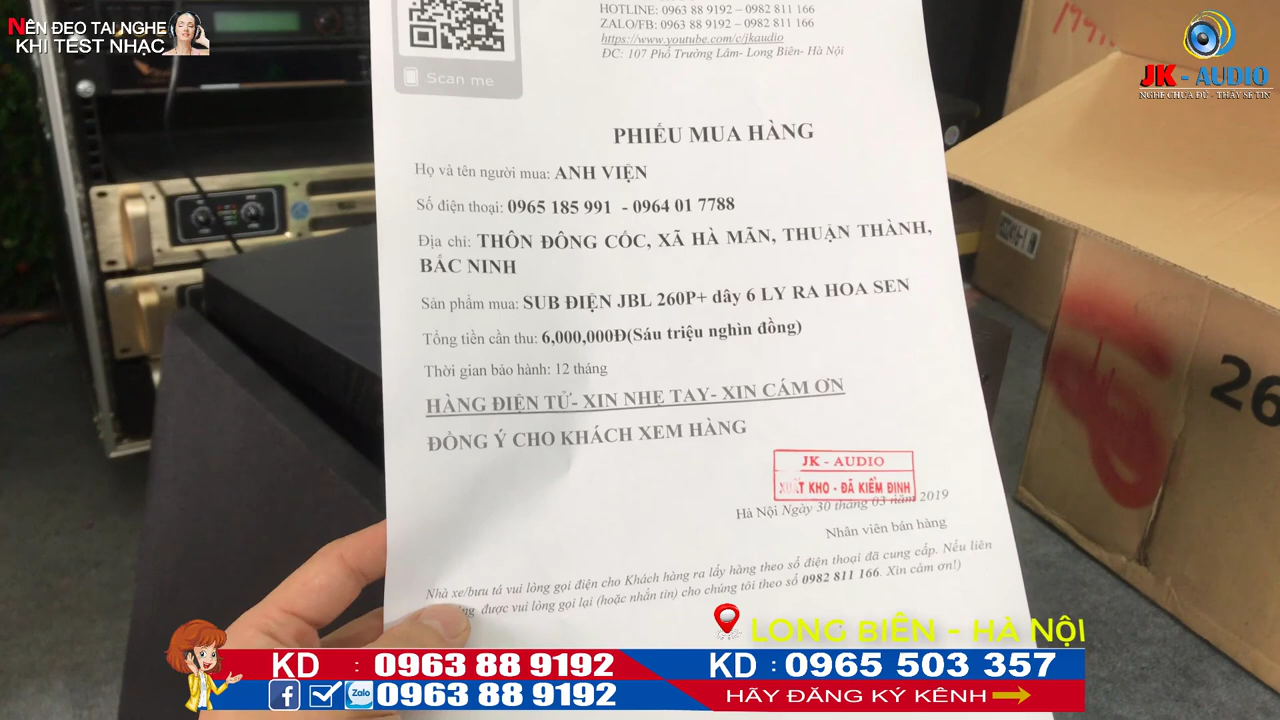 NÊN ĐEO TAI NGHE
KHI TEST NHẠC
JK - AUDIO
NGHE CHƯA ĐỦ - THẤY SẼ TIN
Scan me
HOTLINE: 0963 88 9192 – 0982 811 166
ZALO/FB: 0963 88 9192 – 0982 811 166
https://www.youtube.com/c/jkaudio
ĐC: 107 Phố Trường Lâm- Long Biên- Hà Nội
PHIẾU MUA HÀNG
Họ và tên người mua: ANH VIỆN
Số điện thoại: 0965 185 991 - 0964 01 7788
Địa chỉ: THÔN ĐÔNG CỐC, XÃ HÀ MÃN, THUẬN THÀNH,
BẮC NINH
Sản phẩm mua: SUB ĐIỆN JBL 260P+ dây 6 LY RA HOA SEN
Tổng tiền cần thu: 6,000,000Đ(Sáu triệu nghìn đồng)
Thời gian bảo hành: 12 tháng
HÀNG ĐIỆN TỬ- XIN NHẸ TAY- XIN CÁM ƠN
ĐỒNG Ý CHO KHÁCH XEM HÀNG
JK - AUDIO
XUẤT KHO - ĐÃ KIỂM ĐỊNH
Hà Nội Ngày 30 tháng 03 năm 2019
Nhân viên bán hàng
Nhà xe/bưu tá vui lòng gọi điện cho Khách hàng ra lấy hàng theo số điện thoại đã cung cấp. Nếu liên
được vui lòng gọi lại (hoặc nhắn tin) cho chúng tôi theo số 0982 811 166. Xin cảm ơn!)
26
LONG BIÊN - HÀ NỘI
KD : 0963 88 9192
KD : 0965 503 357
Zalo 0963 88 9192
HÃY ĐĂNG KÝ KÊNH